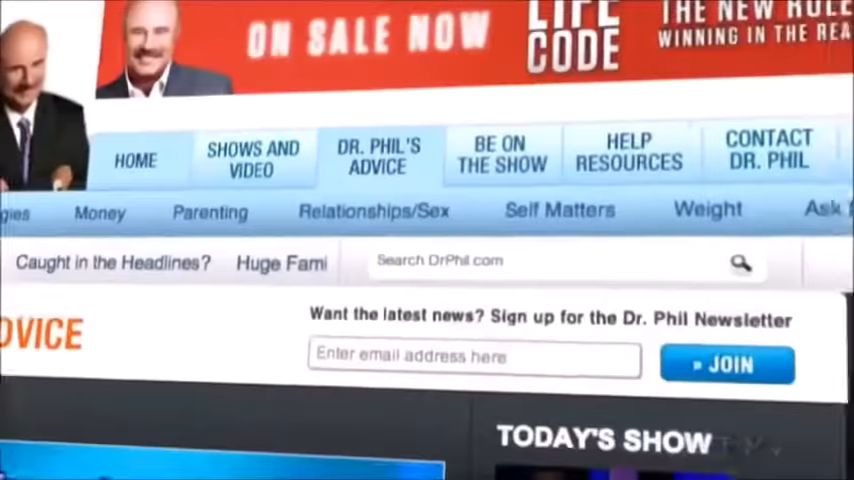 ON SALE NOW
LIFE
CODE
THE NEW RULE
WINNING IN THE REA
HOME
SHOWS AND
VIDEO
DR. PHIL'S
ADVICE
BE ON
THE SHOW
HELP
RESOURCES
CONTACT
DR. PHIL
gies
Money
Parenting
Relationships/Sex
Self Matters
Weight
Ask
Caught in the Headlines?
Huge Fami
Search DrPhil.com
DVICE
Want the latest news? Sign up for the Dr. Phil Newsletter
Enter email address here
» JOIN
TODAY'S SHOW